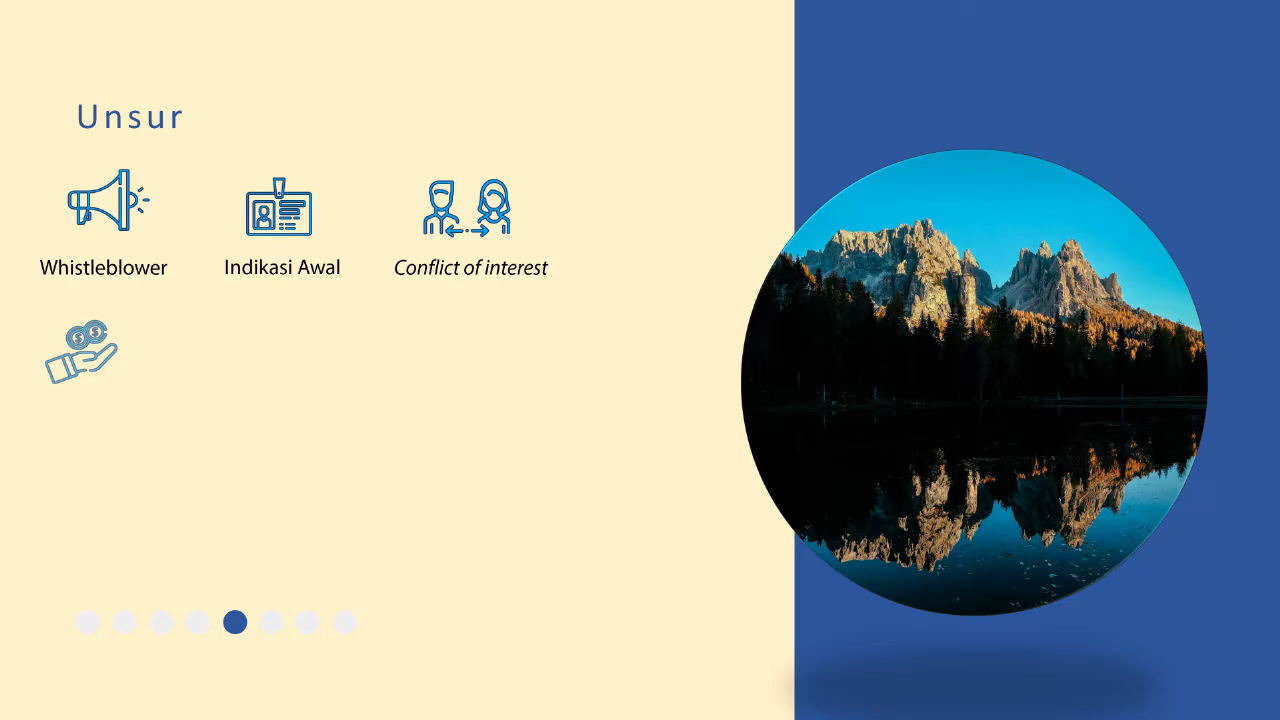 Unsur
Whistleblower
Indikasi Awal
Conflict of interest